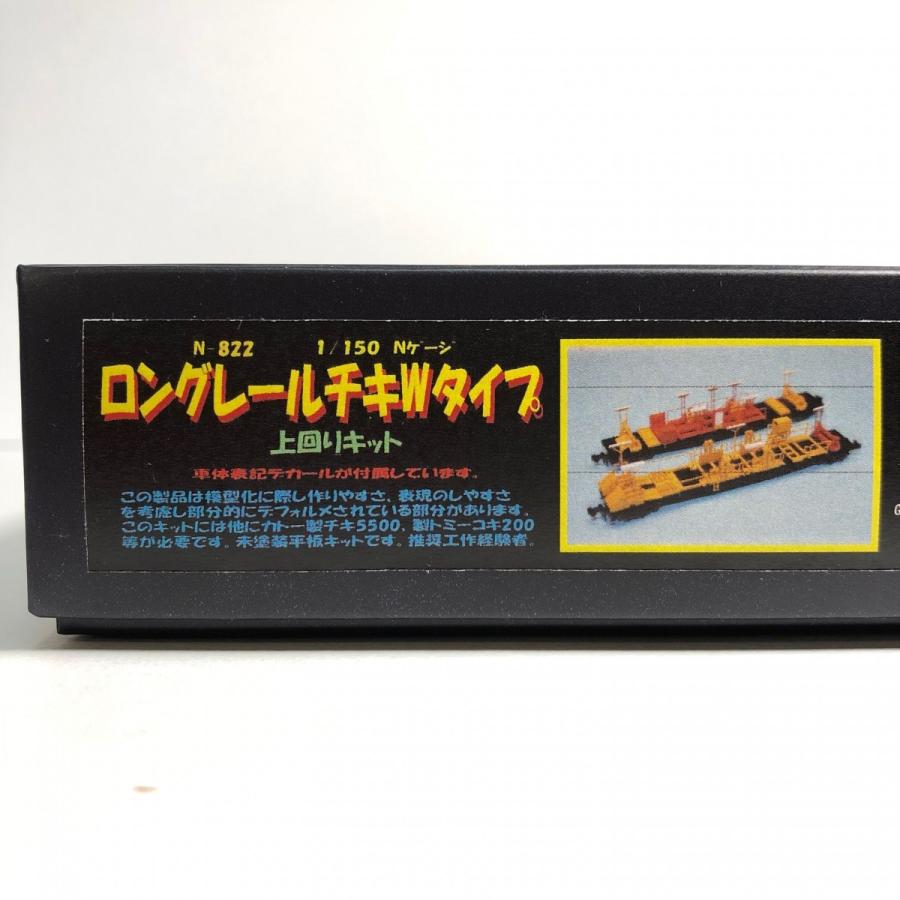 N-822 1/150 Nゲージ
ロングレールチキWタイプ
上回りキット
車体表記デカールが付属しています。
この製品は模型化に際し作りやすさ、表現のしやすさ
を考慮し部分的にデフォルメされている部分があります。
このキットには他にカトー製チキ5500、製トミーコキ200
等が必要です。未塗装平板キットです。推奨工作経験者。
G